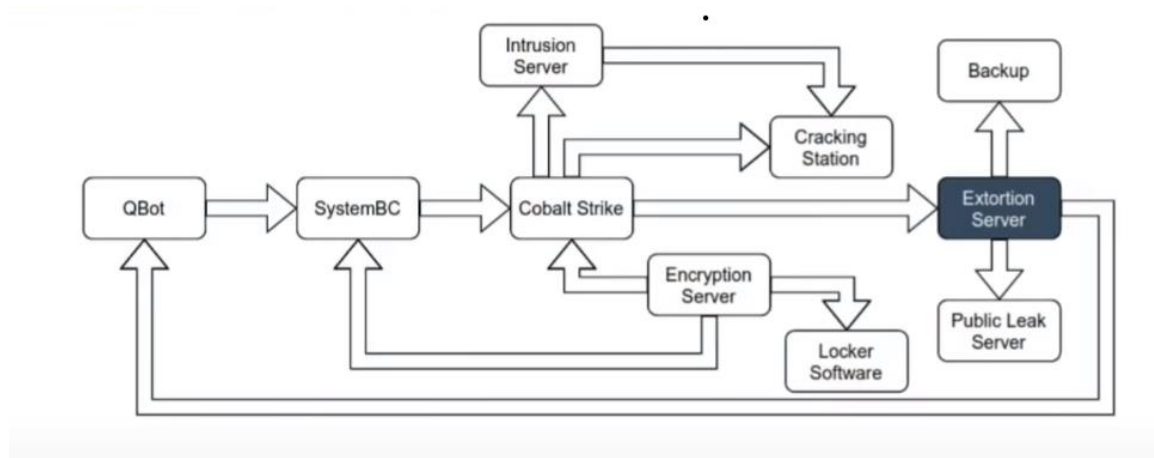 Intrusion
Server
Backup
Cracking
Station
QBot
SystemBC
Cobalt Strike
Extortion
Server
Encryption
Server
Public Leak
Server
Locker
Software